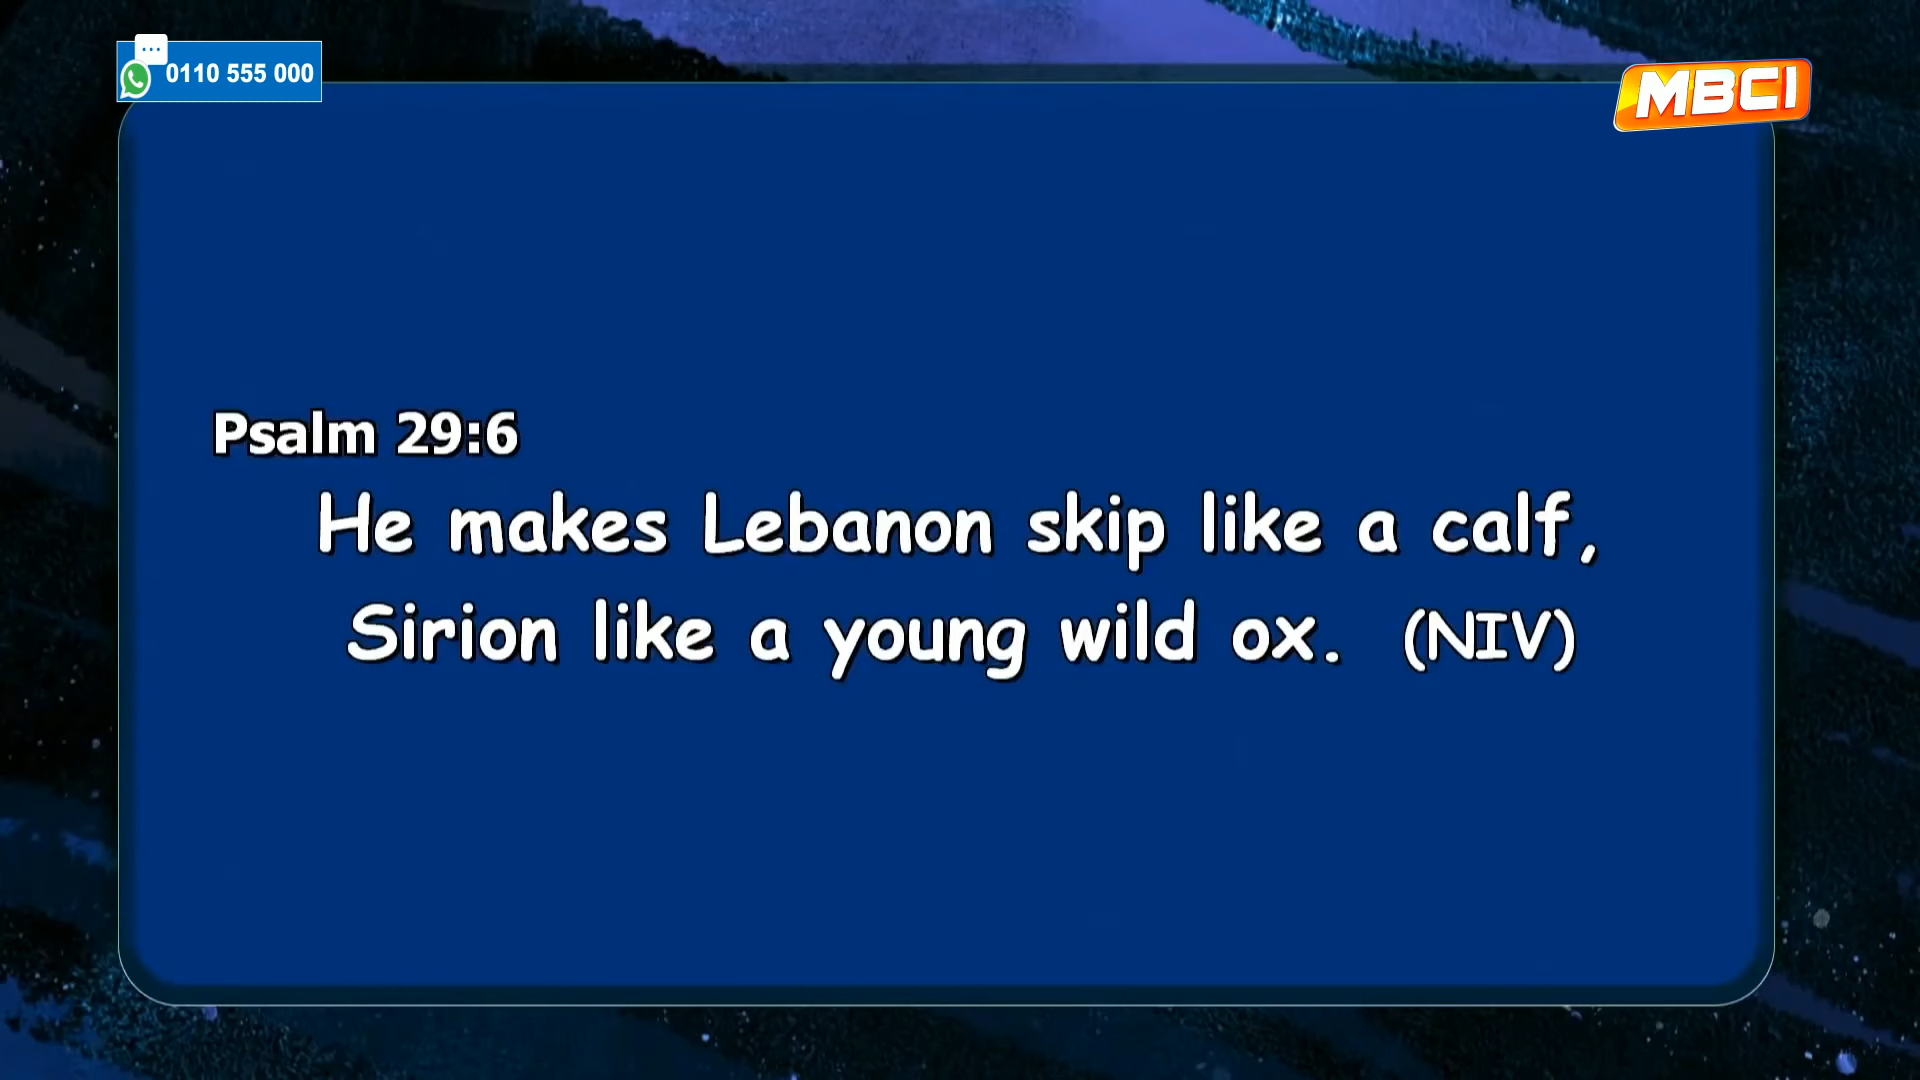 0110 555 000
MBCI
Psalm 29:6
He makes Lebanon skip like a calf,
Sirion like a young wild ox. (NIV)